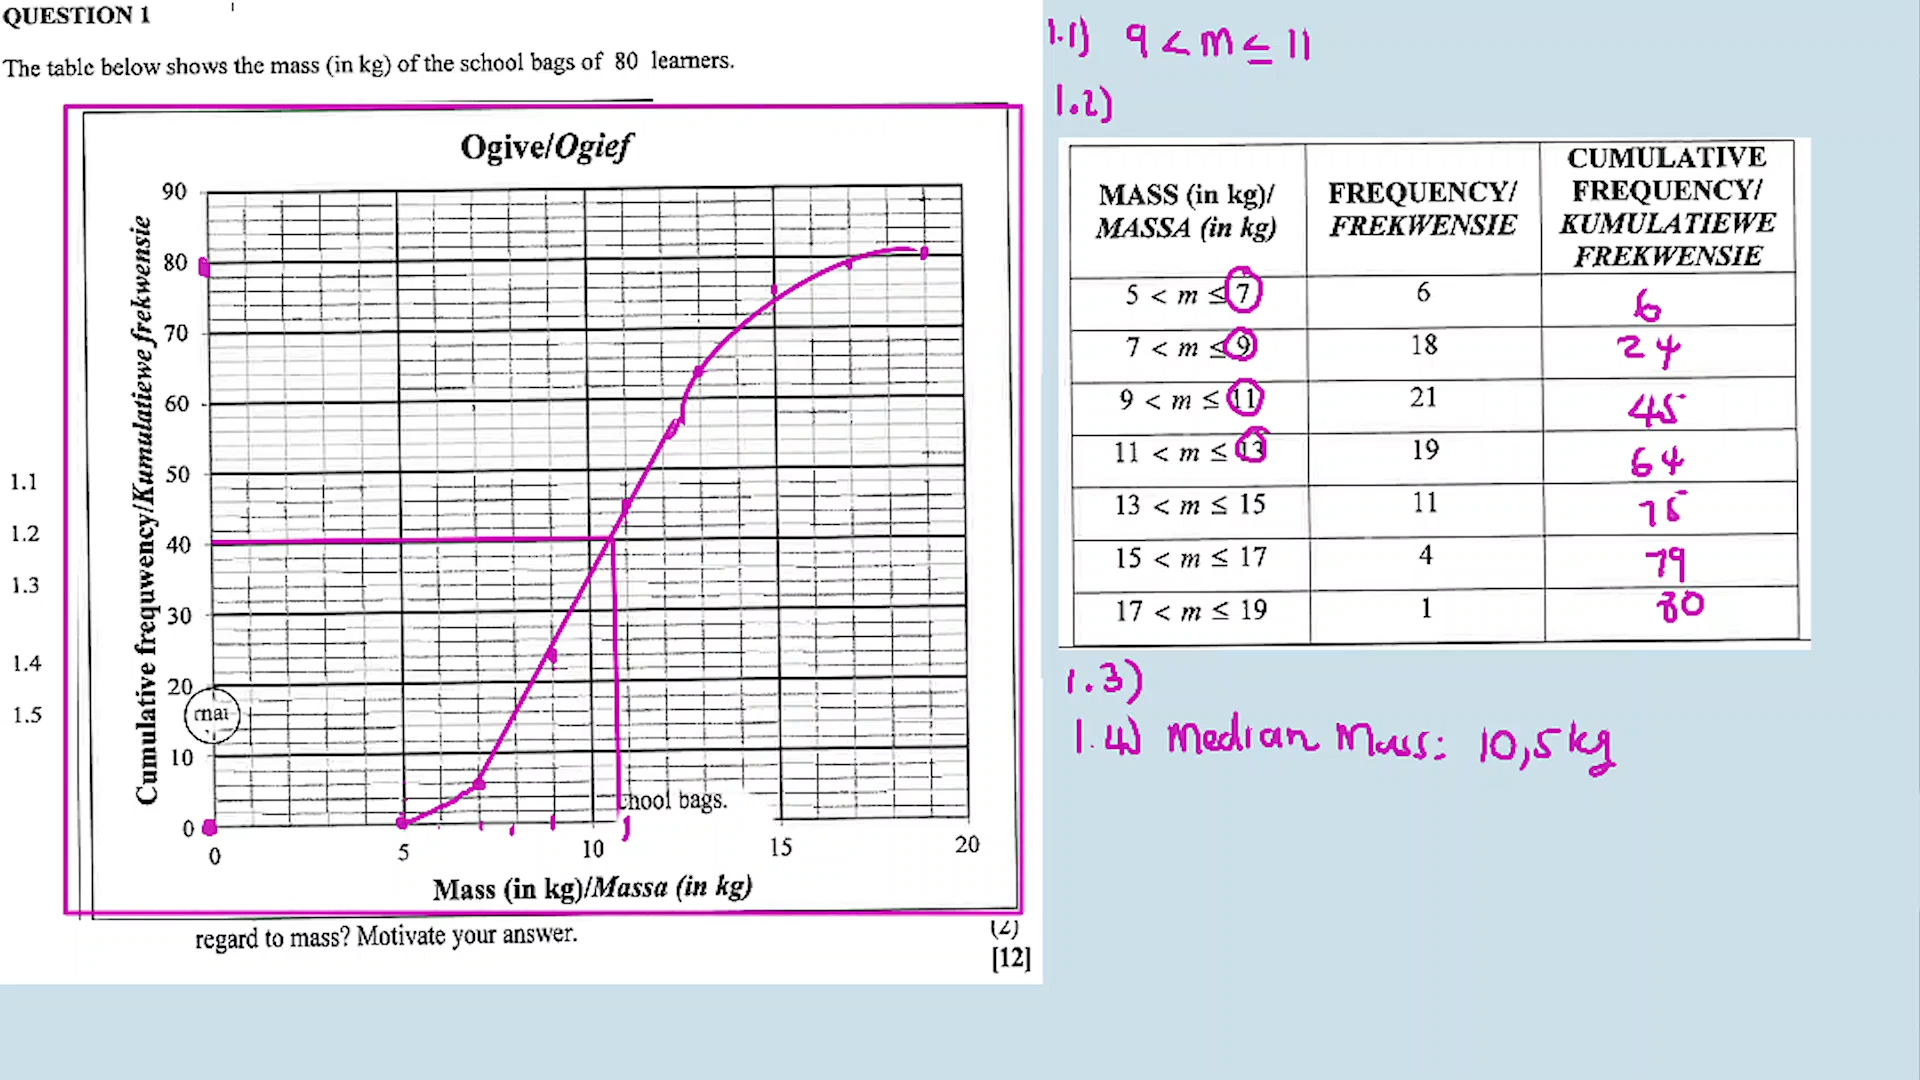 QUESTION 1
The table below shows the mass (in kg) of the school bags of 80 learners.
Ogive/Ogief
Cumulative frequwency/Kumulatiewe frekwensie
90
80
70
60
50
40
30
20
10
0
0 5 10 15 20
Mass (in kg)/Massa (in kg)
chool bags.
1.1
1.2
1.3
1.4
1.5
regard to mass? Motivate your answer.
(2)
[12]
1.1) 9 < m ≤ 11
1.2)
MASS (in kg)/ MASSA (in kg) FREQUENCY/ FREKWENSIE CUMULATIVE FREQUENCY/ KUMULATIEWE FREKWENSIE
5 < m ≤ 7 6 6
7 < m ≤ 9 18 24
9 < m ≤ 11 21 45
11 < m ≤ 13 19 64
13 < m ≤ 15 11 75
15 < m ≤ 17 4 79
17 < m ≤ 19 1 80
1.3)
1.4) Median Mass: 10,5kg